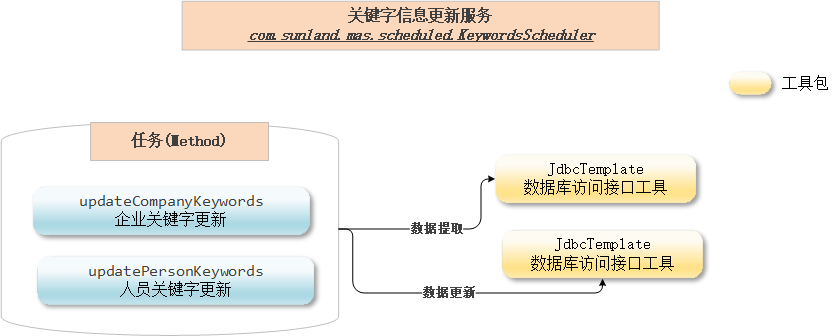 关键字信息更新服务
com.sunland.mas.scheduled.KeywordsScheduler
工具包
任务(Method)
updateCompanyKeywords
企业关键字更新
updatePersonKeywords
人员关键字更新
数据提取
数据更新
JdbcTemplate
数据库访问接口工具
JdbcTemplate
数据库访问接口工具